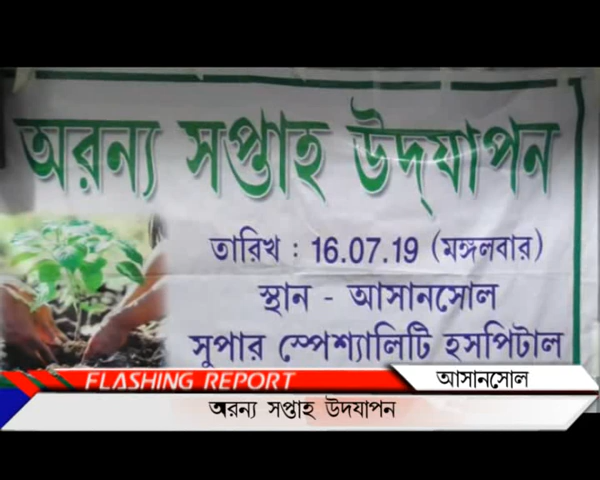 অরন্য সপ্তাহ উদ্‌যাপন
তারিখ : 16.07.19 (মঙ্গলবার)
স্থান - আসানসোল
সুপার স্পেশ্যালিটি হসপিটাল
FLASHING REPORT
আসানসোল
অরন্য সপ্তাহ উদযাপন